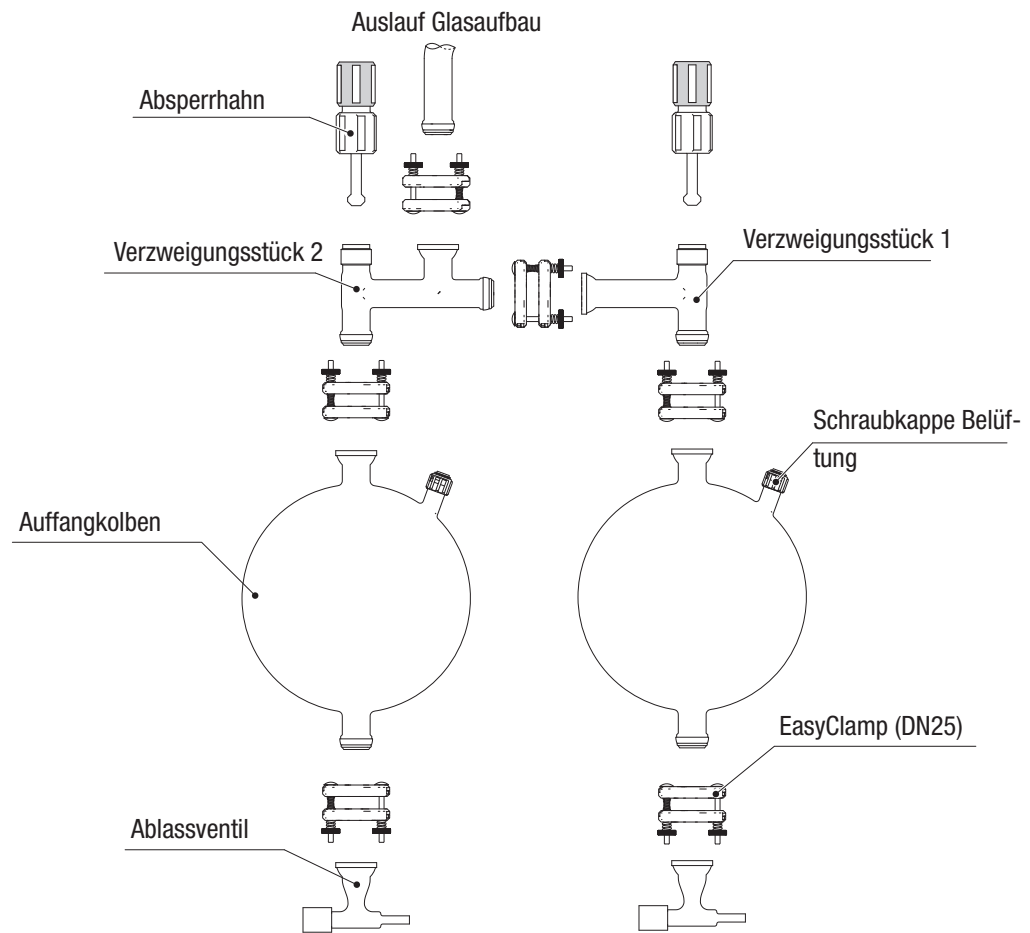 Auslauf Glasaufbau
Absperrhahn
Verzweigungsstück 2
Verzweigungsstück 1
Schraubkappe Belüf-
tung
Auffangkolben
EasyClamp (DN25)
Ablassventil